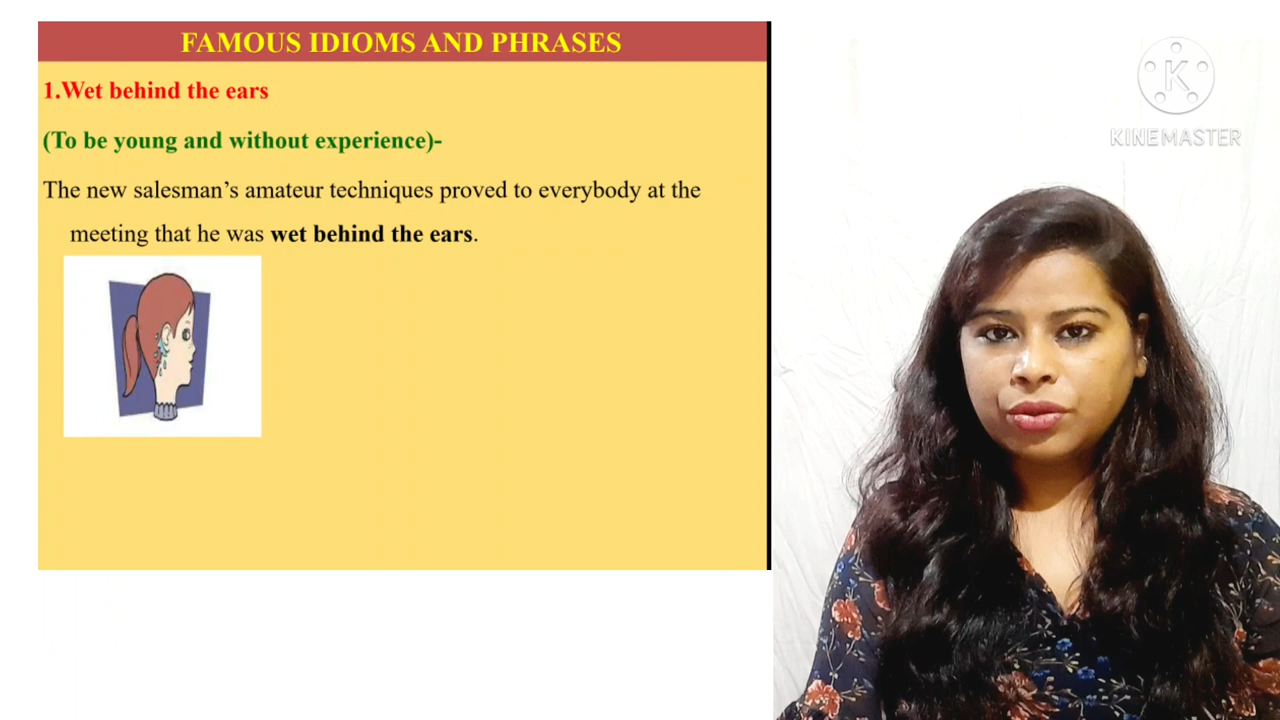 FAMOUS IDIOMS AND PHRASES
1.Wet behind the ears
(To be young and without experience)-
The new salesman’s amateur techniques proved to everybody at the
meeting that he was wet behind the ears.
K
KINEMASTER